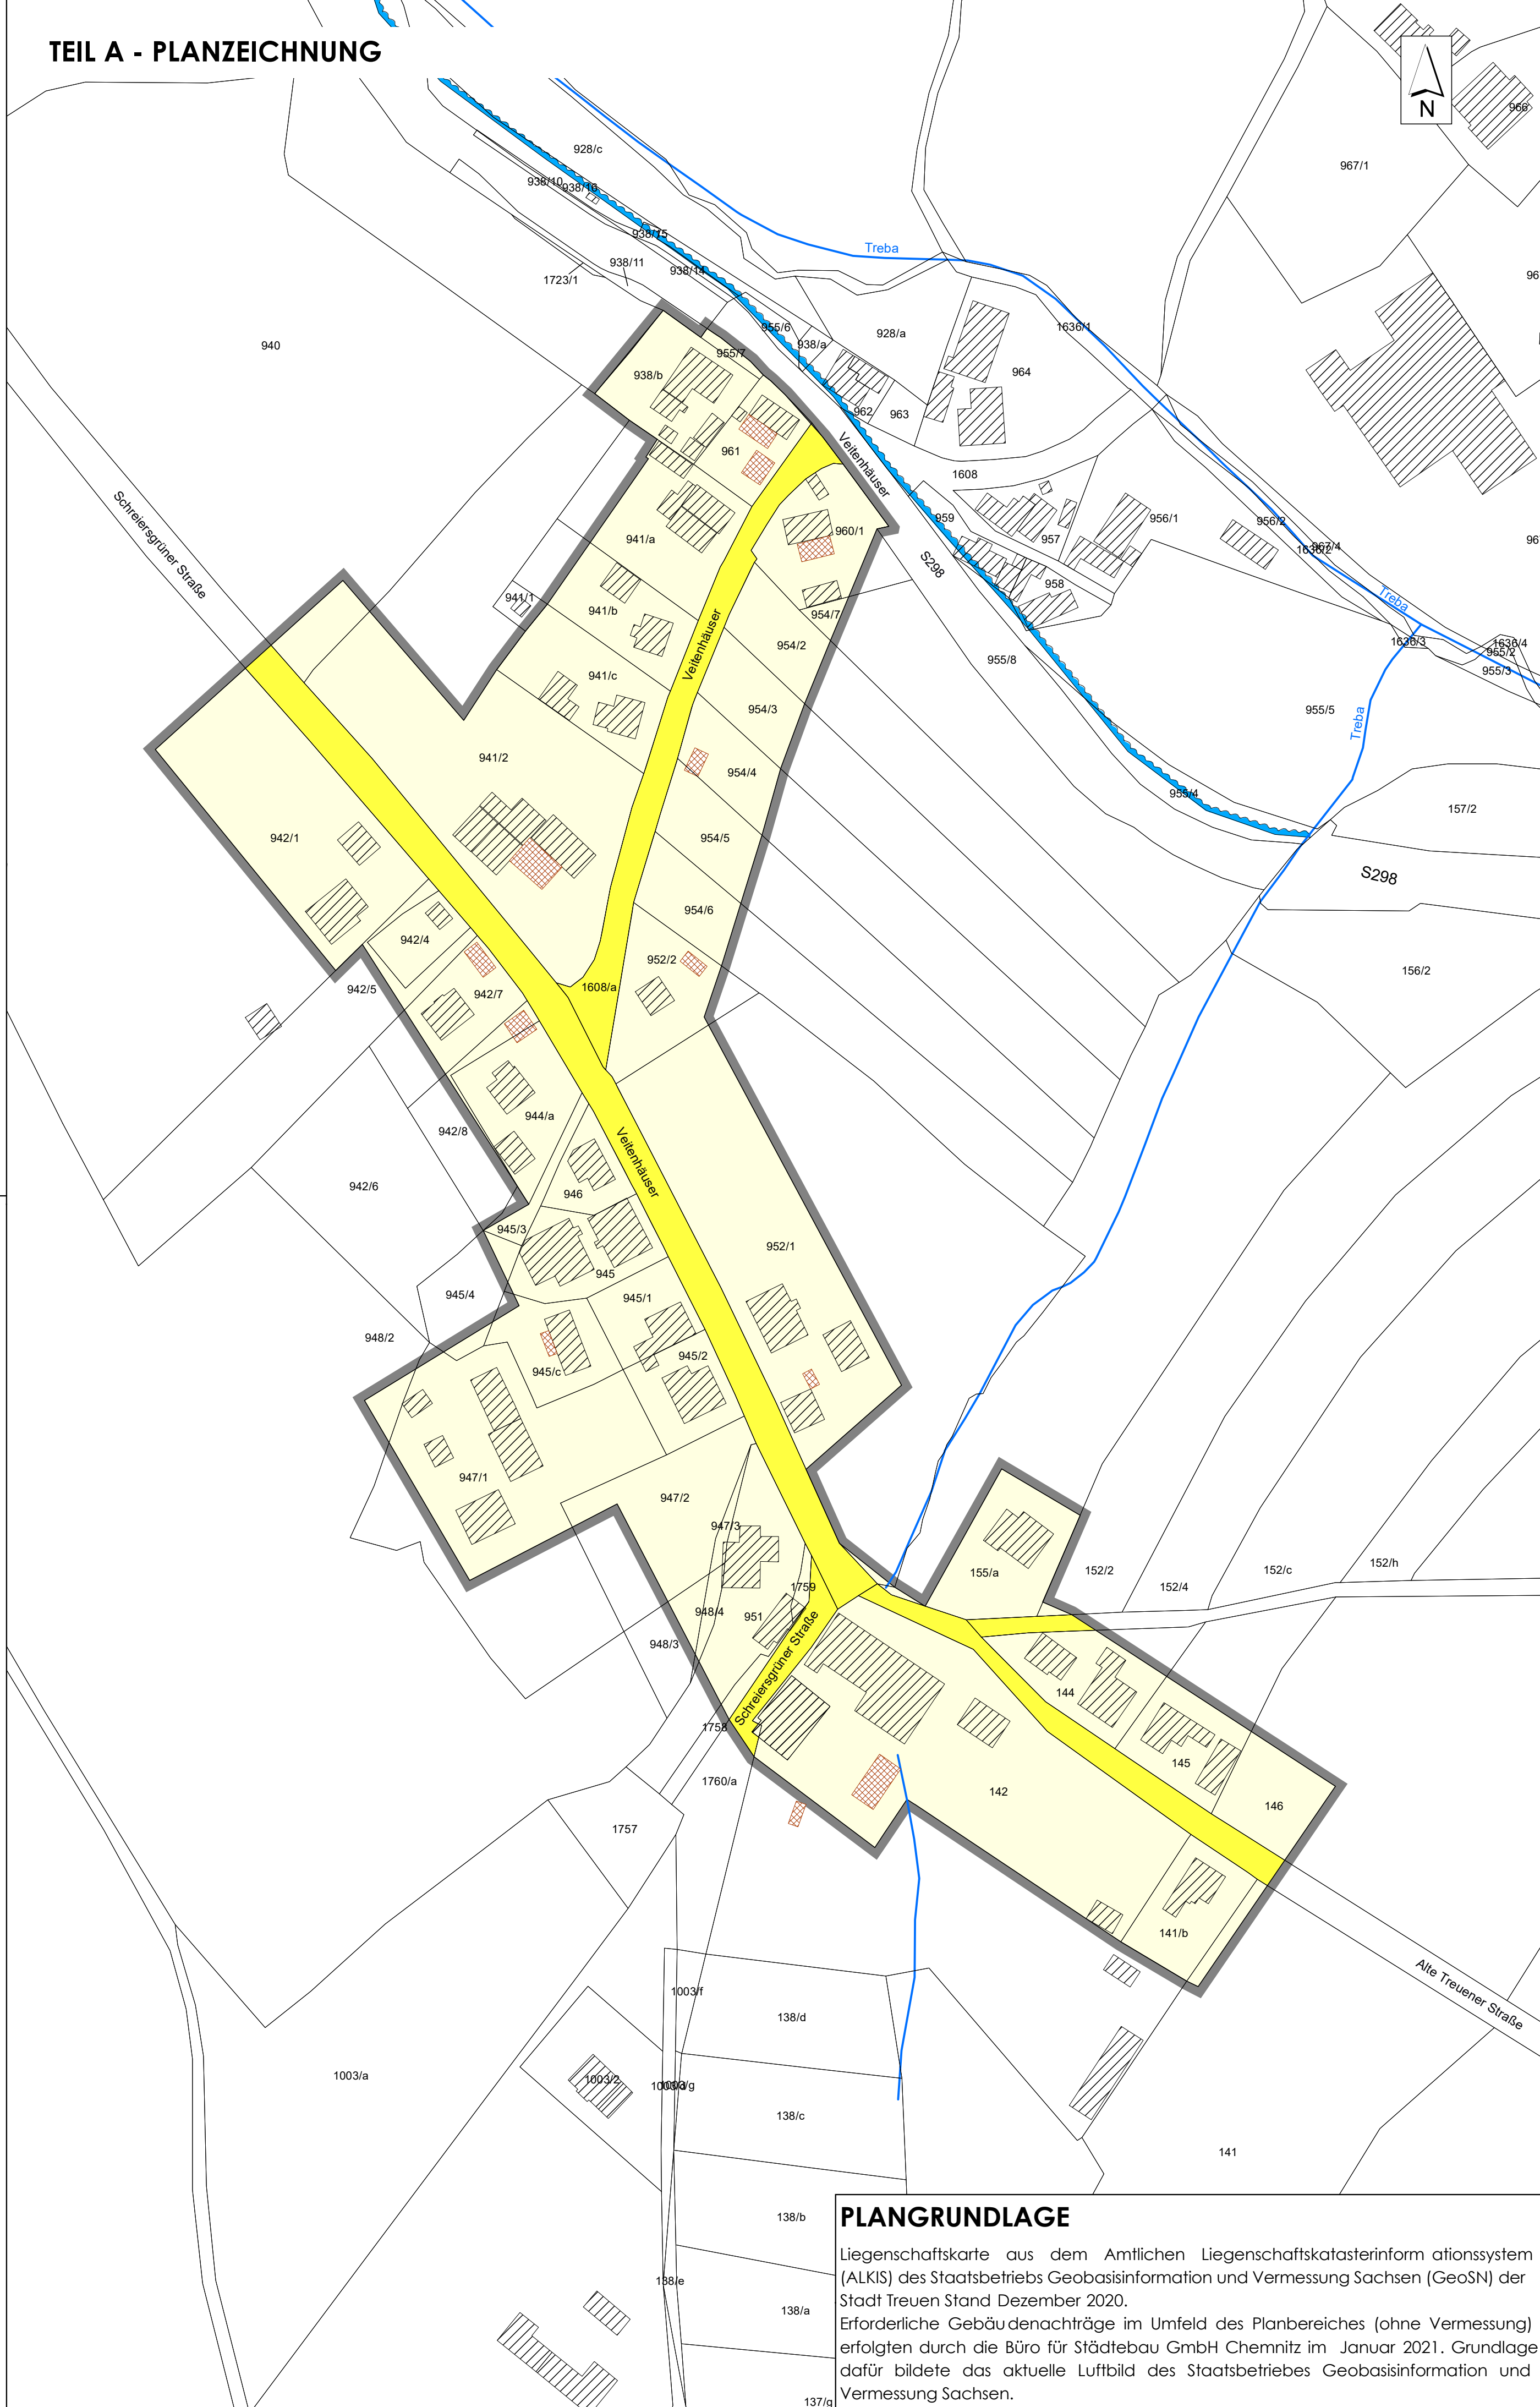 TEIL A - PLANZEICHNUNG
N
966
928/c
967/1
938/10
938/16
938/15
Treba
938/11
938/14
1723/1
955/6
1636/1
928/a
938/a
940
955/7
964
938/b
962
963
961
Veitenhäuser
1608
Schreiersgrüner Straße
959
956/1
956/2
960/1
941/a
957
967/4
1636/2
S298
958
941/1
Treba
941/b
954/7
1636/3
1636/4
954/2
Veitenhäuser
955/2
955/8
955/3
941/c
954/3
955/5
Treba
941/2
954/4
955/4
157/2
942/1
954/5
S298
954/6
942/4
952/2
156/2
942/5
942/7
1608/a
944/a
942/8
Veitenhäuser
942/6
946
945/3
952/1
945
945/4
945/1
948/2
945/2
945/c
947/1
947/2
947/3
152/h
155/a
152/2
152/c
1759
152/4
948/4
951
948/3
Schreiersgrüner Straße
144
1758
145
1760/a
142
146
1757
141/b
Alte Treuener Straße
1003/f
138/d
1003/a
1003/2
1003/g
138/c
141
138/b
138/e
138/a
137/g
PLANGRUNDLAGE
Liegenschaftskarte aus dem Amtlichen Liegenschaftskatasterinform ationssystem
(ALKIS) des Staatsbetriebs Geobasisinformation und Vermessung Sachsen (GeoSN) der
Stadt Treuen Stand Dezember 2020.
Erforderliche Gebäu denachträge im Umfeld des Planbereiches (ohne Vermessung)
erfolgten durch die Büro für Städtebau GmbH Chemnitz im Januar 2021. Grundlage
dafür bildete das aktuelle Luftbild des Staatsbetriebes Geobasisinformation und
Vermessung Sachsen.